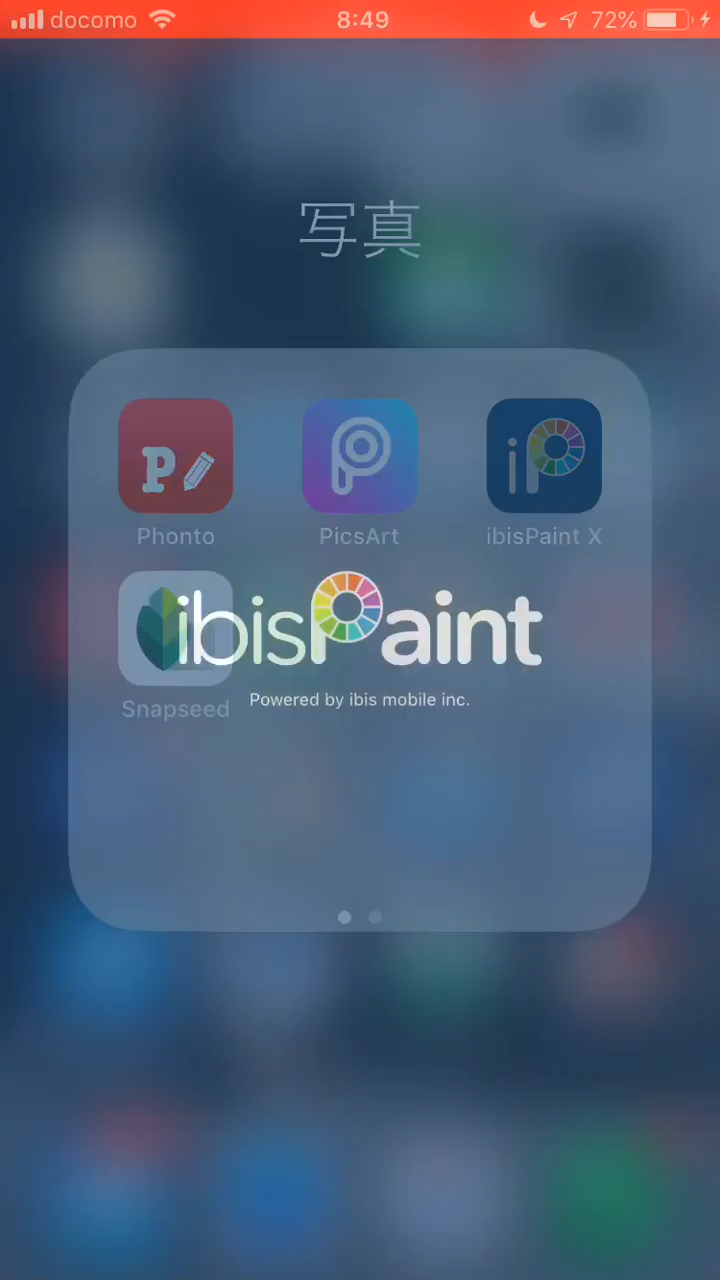 docomo 8:49 72%
写真
Phonto PicsArt ibisPaint X
ibisPaint
Powered by ibis mobile inc.
Snapseed